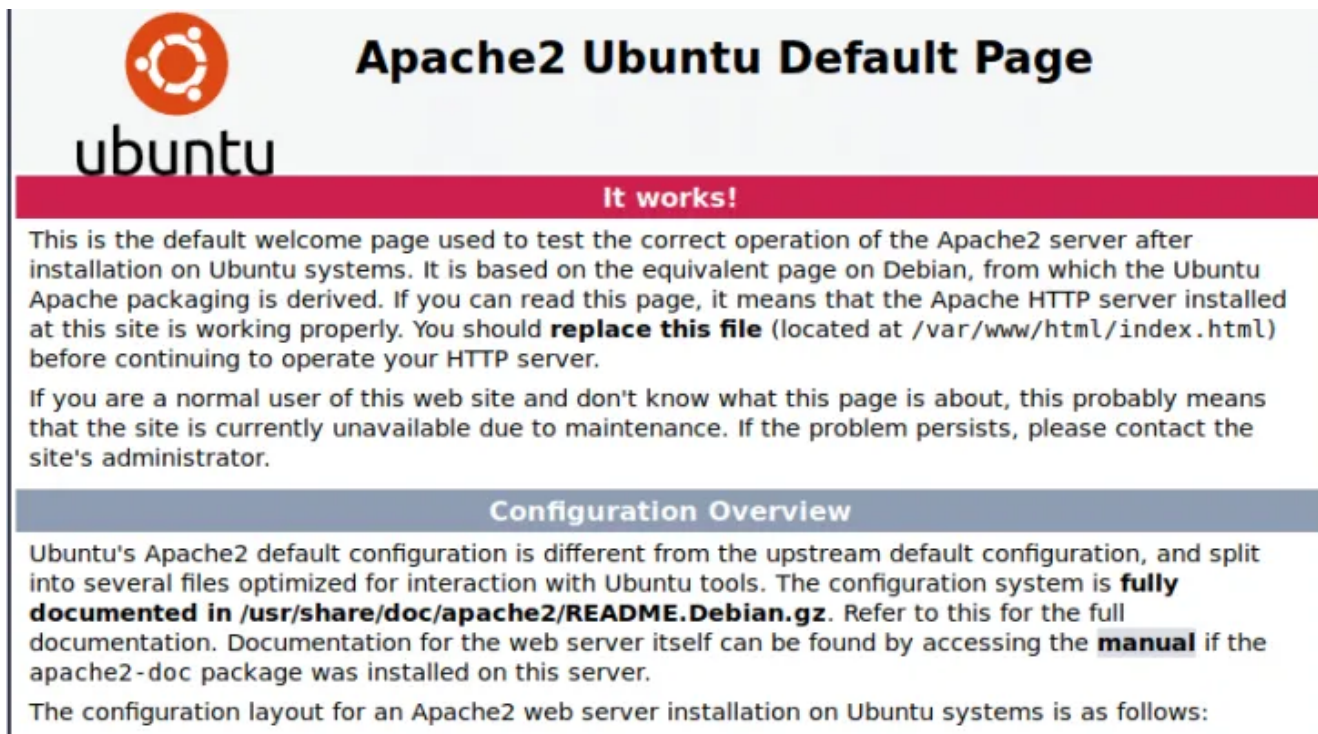 ubuntu
Apache2 Ubuntu Default Page
It works!
This is the default welcome page used to test the correct operation of the Apache2 server after
installation on Ubuntu systems. It is based on the equivalent page on Debian, from which the Ubuntu
Apache packaging is derived. If you can read this page, it means that the Apache HTTP server installed
at this site is working properly. You should replace this file (located at /var/www/html/index.html)
before continuing to operate your HTTP server.
If you are a normal user of this web site and don't know what this page is about, this probably means
that the site is currently unavailable due to maintenance. If the problem persists, please contact the
site's administrator.
Configuration Overview
Ubuntu's Apache2 default configuration is different from the upstream default configuration, and split
into several files optimized for interaction with Ubuntu tools. The configuration system is fully
documented in /usr/share/doc/apache2/README.Debian.gz. Refer to this for the full
documentation. Documentation for the web server itself can be found by accessing the manual if the
apache2-doc package was installed on this server.
The configuration layout for an Apache2 web server installation on Ubuntu systems is as follows: